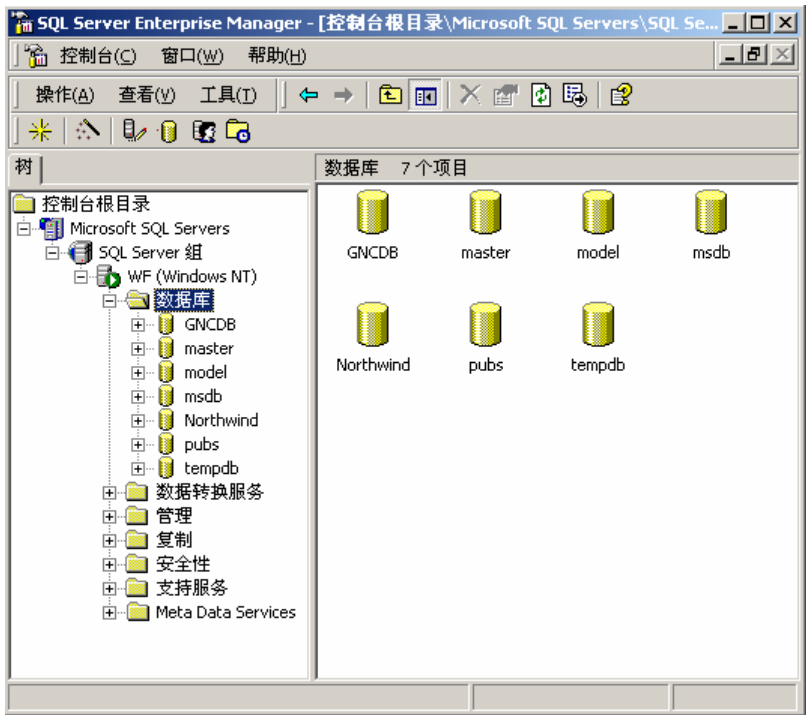 SQL Server Enterprise Manager - [控制台根目录\Microsoft SQL Servers\SQL Se...
控制台(C) 窗口(W) 帮助(H)
操作(A) 查看(V) 工具(T)
树
数据库 7 个项目
控制台根目录
Microsoft SQL Servers
SQL Server 组
WF (Windows NT)
数据库
GNCDB
master
model
msdb
Northwind
pubs
tempdb
数据转换服务
管理
复制
安全性
支持服务
Meta Data Services
GNCDB master model msdb
Northwind pubs tempdb